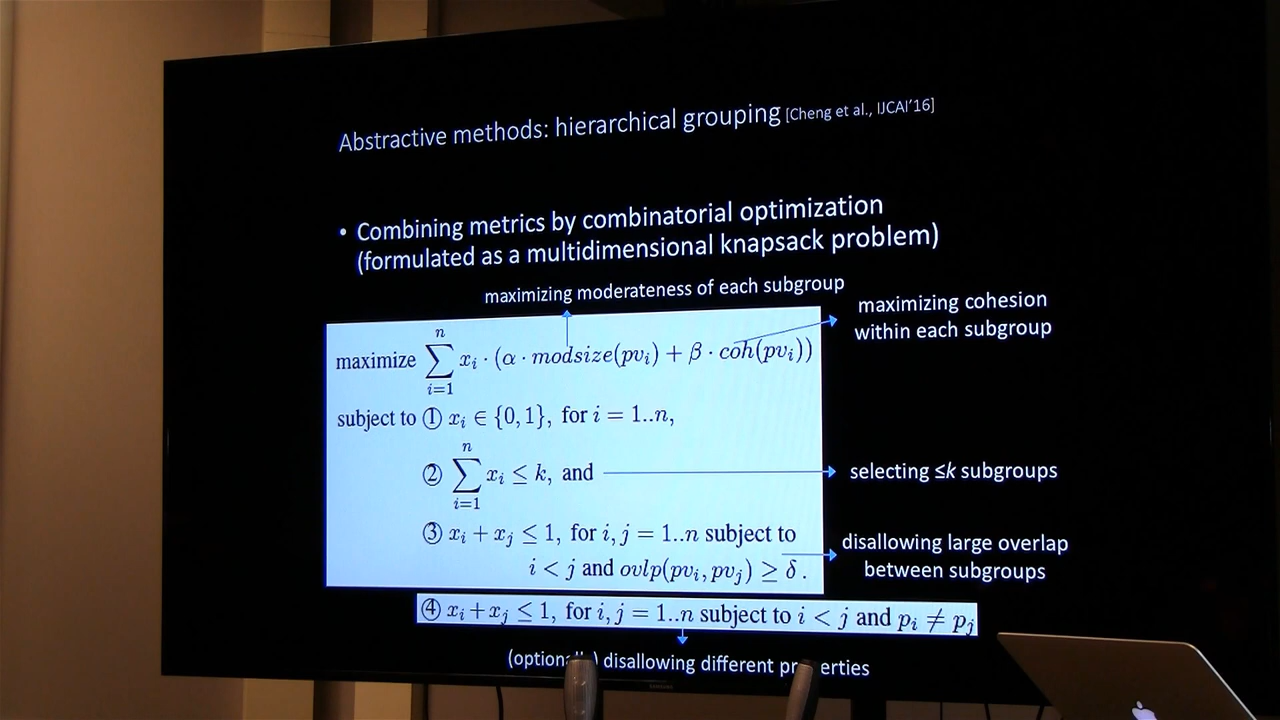 Abstractive methods: hierarchical grouping [Cheng et al., IJCAI'16]
• Combining metrics by combinatorial optimization
(formulated as a multidimensional knapsack problem)
maximizing moderateness of each subgroup
maximizing cohesion
within each subgroup
maximize ∑_{i=1}^{n} x_i · (α · modsize(pv_i) + β · coh(pv_i))
subject to ① x_i ∈ {0, 1}, for i = 1..n,
② ∑_{i=1}^{n} x_i ≤ k, and
selecting ≤k subgroups
③ x_i + x_j ≤ 1, for i, j = 1..n subject to
i < j and ovlp(pv_i, pv_j) ≥ δ.
disallowing large overlap
between subgroups
④ x_i + x_j ≤ 1, for i, j = 1..n subject to i < j and p_i ≠ p_j
disallowing different
SAMSUNG